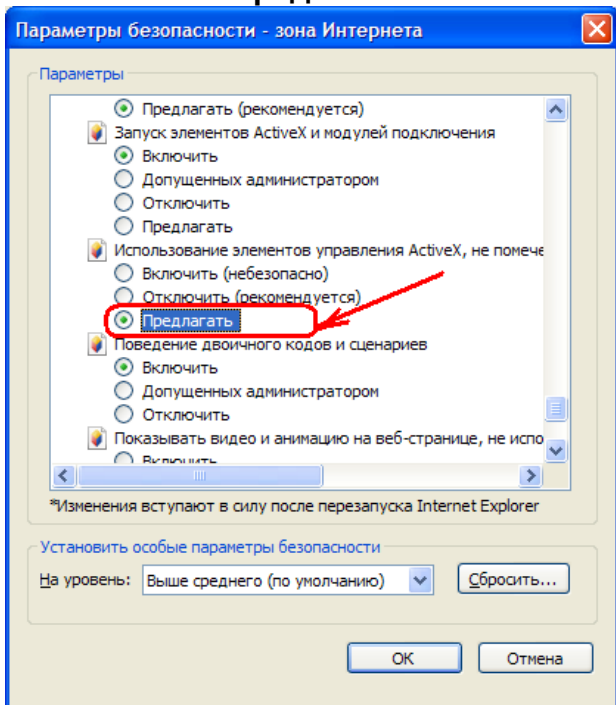 Параметры безопасности - зона Интернета
Параметры
Предлагать (рекомендуется)
Запуск элементов ActiveX и модулей подключения
Включить
Допущенных администратором
Отключить
Предлагать
Использование элементов управления ActiveX, не помече
Включить (небезопасно)
Отключить (рекомендуется)
Предлагать
Поведение двоичного кодов и сценариев
Включить
Допущенных администратором
Отключить
Показывать видео и анимацию на веб-странице, не испо
Включить
*Изменения вступают в силу после перезапуска Internet Explorer
Установить особые параметры безопасности
На уровень: Выше среднего (по умолчанию) Сбросить...
ОК Отмена